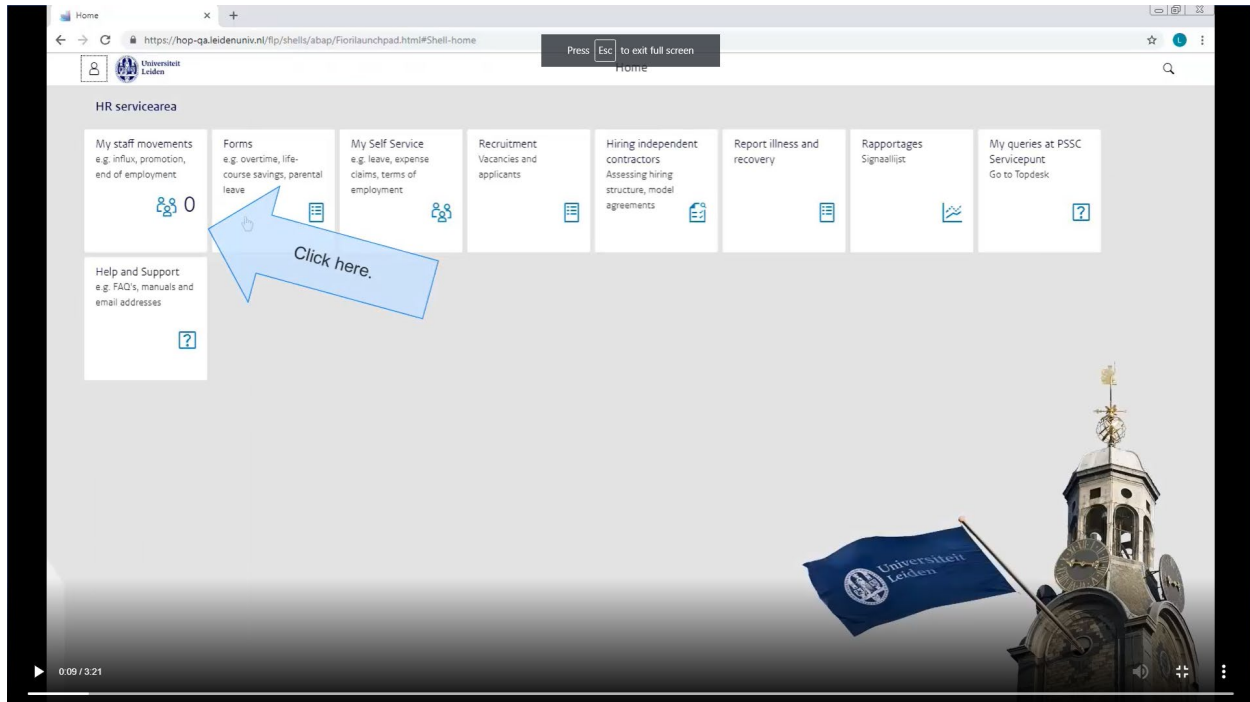 Home
https://hop-qa.leidenuniv.nl/flp/shells/abap/Fiorilaunchpad.html#Shell-home
Press Esc to exit full screen
L
Universiteit
Leiden
Home
HR servicearea
My staff movements
e.g. influx, promotion,
end of employment
0
Forms
e.g. overtime, life-
course savings, parental
leave
My Self Service
e.g. leave, expense
claims, terms of
employment
Recruitment
Vacancies and
applicants
Hiring independent
contractors
Assessing hiring
structure, model
agreements
Report illness and
recovery
Rapportages
Signaallijst
My queries at PSSC
Servicepunt
Go to Topdesk
Click here.
Help and Support
e.g. FAQ's, manuals and
email addresses
Universiteit
Leiden
0:09 / 3:21